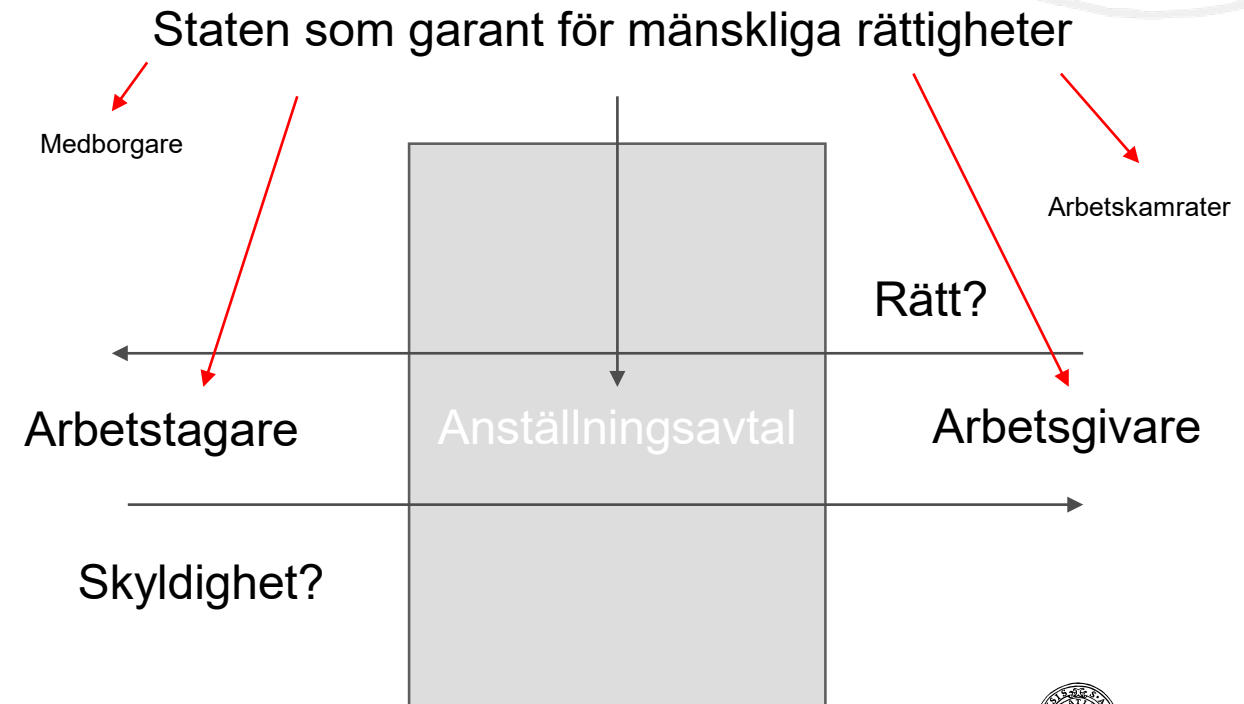 Staten som garant för mänskliga rättigheter
Medborgare
Arbetskamrater
Rätt?
Arbetstagare
Anställningsavtal
Arbetsgivare
Skyldighet?